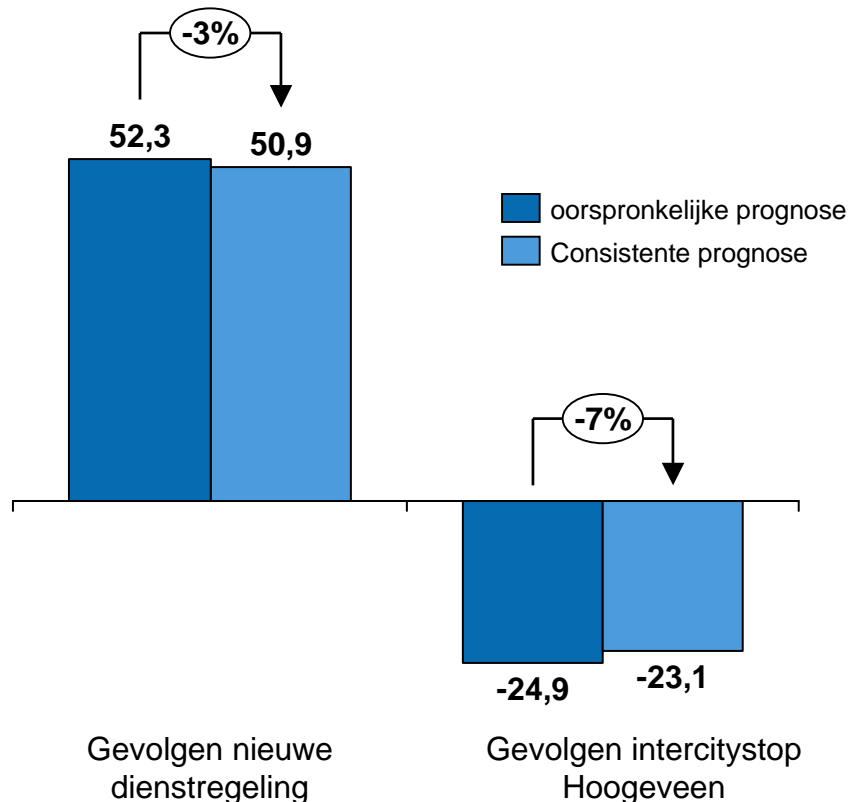 -3%
52,3
50,9
oorspronkelijke prognose
Consistente prognose
-7%
-24,9
-23,1
Gevolgen nieuwe
dienstregeling
Gevolgen intercitystop
Hoogeveen